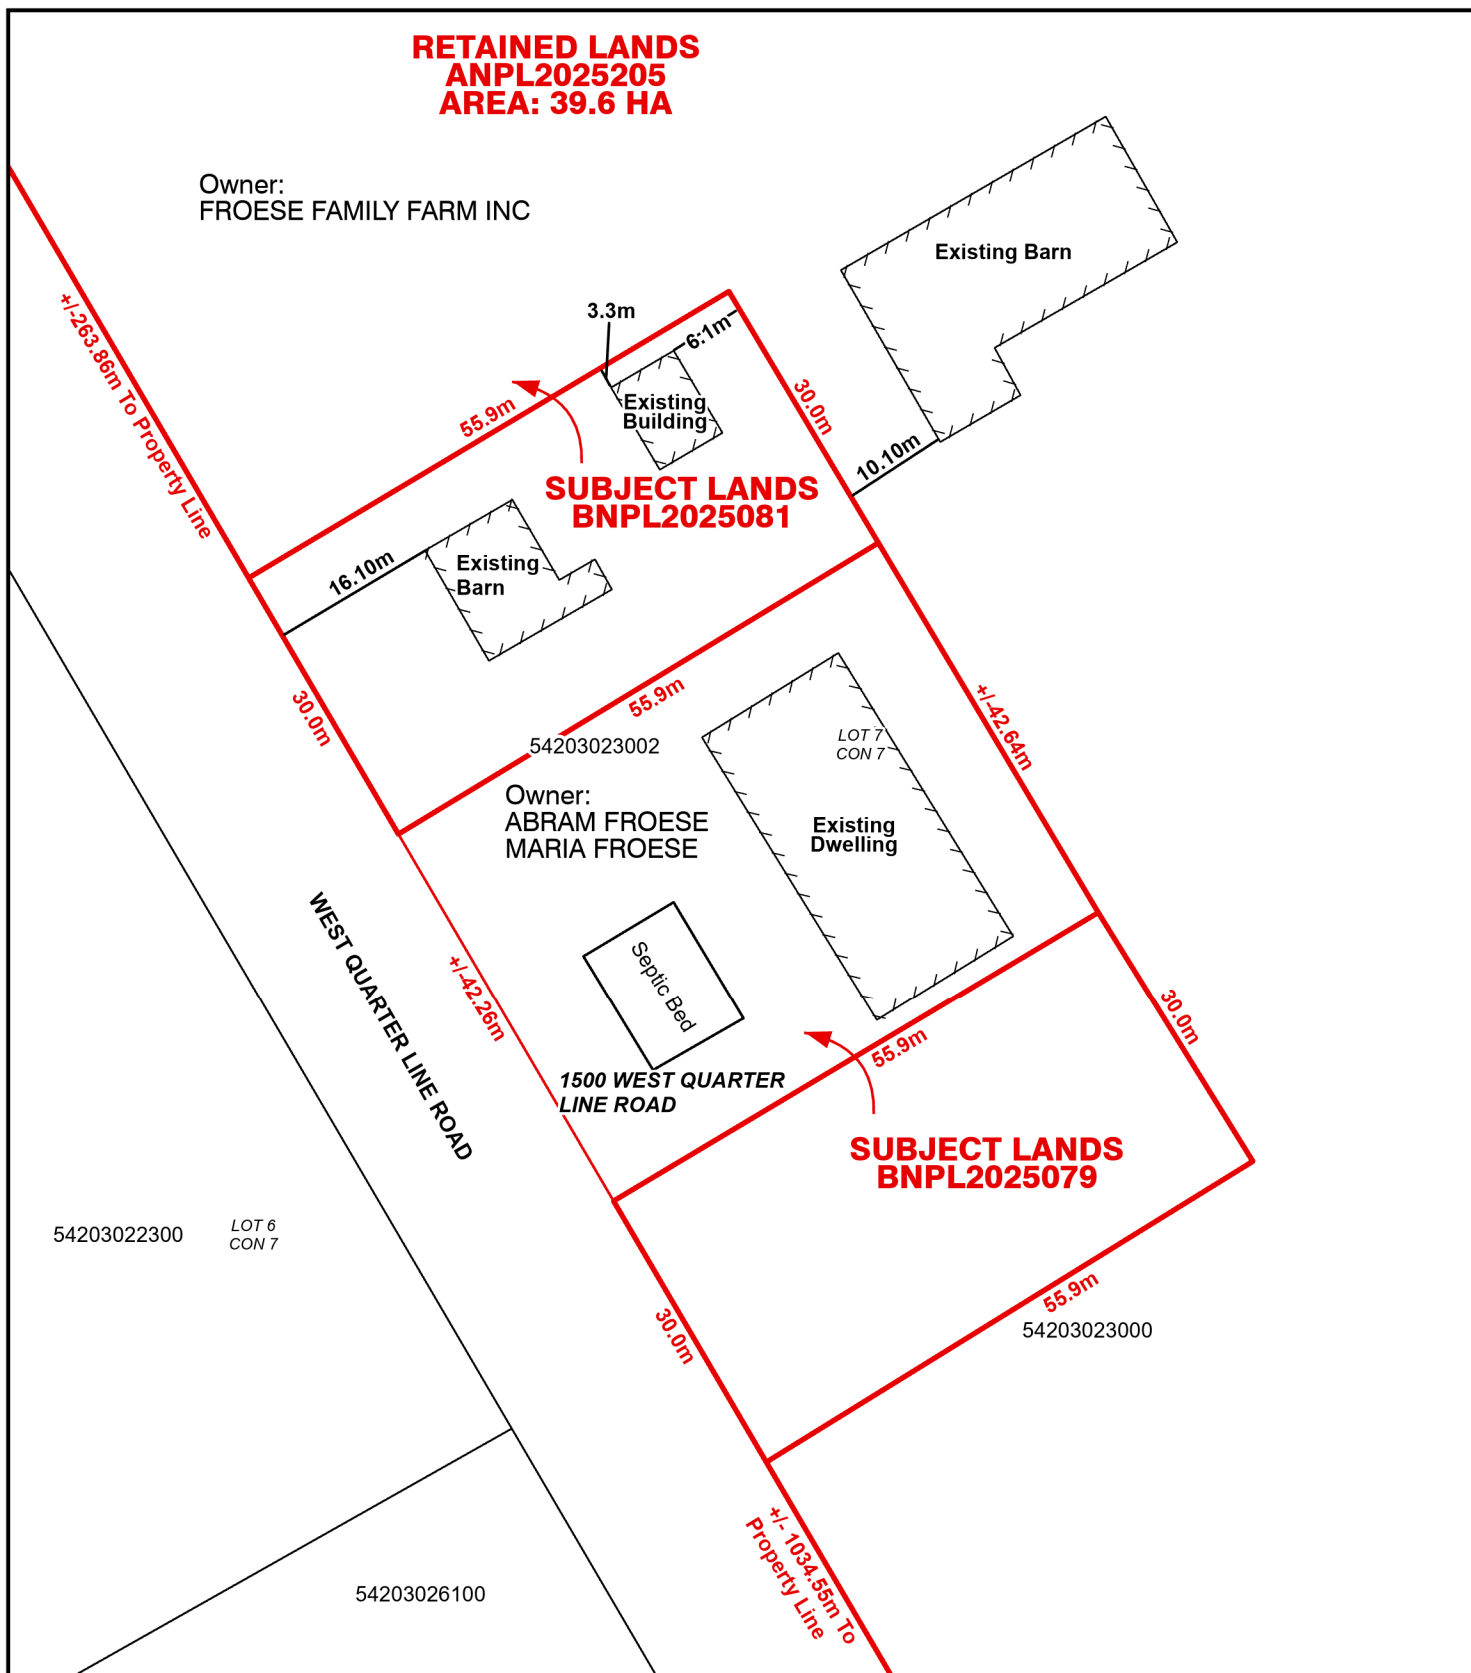 RETAINED LANDS
ANPL2025205
AREA: 39.6 HA
Owner:
FROESE FAMILY FARM INC
Existing Barn
+/-263.86m To Property Line
3.3m
6.1m
55.9m
Existing
Building
30.0m
10.10m
SUBJECT LANDS
BNPL2025081
16.10m
Existing
Barn
30.0m
55.9m
54203023002
LOT 7
CON 7
+/-42.64m
Owner:
ABRAM FROESE
MARIA FROESE
Existing
Dwelling
WEST QUARTER LINE ROAD
+/-42.26m
Septic Bed
55.9m
30.0m
1500 WEST QUARTER
LINE ROAD
SUBJECT LANDS
BNPL2025079
54203022300
LOT 6
CON 7
30.0m
55.9m
54203023000
+/- 1034.55m To
Property Line
54203026100